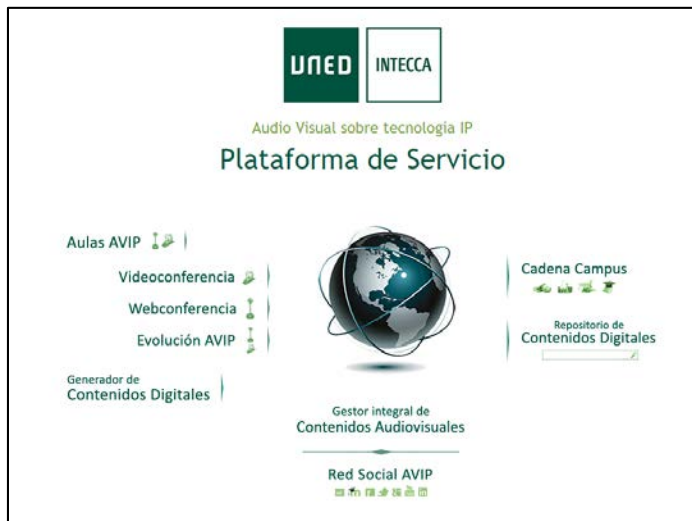 UNED
INTECCA
Audio Visual sobre tecnología IP
Plataforma de Servicio
Aulas AVIP
Videoconferencia
Webconferencia
Evolución AVIP
Generador de
Contenidos Digitales
Cadena Campus
Repositorio de
Contenidos Digitales
Gestor integral de
Contenidos Audiovisuales
Red Social AVIP